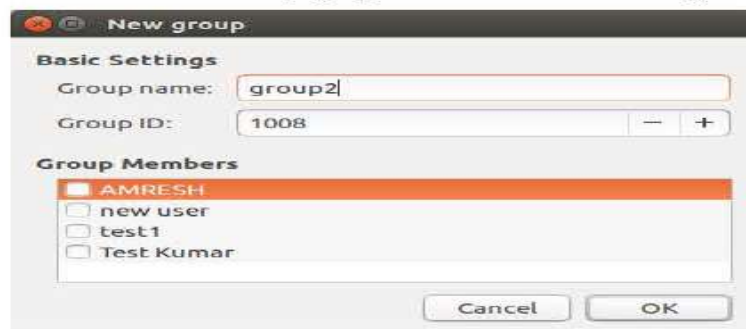 New group
Basic Settings
Group name: group2
Group ID: 1008 — +
Group Members
AMRESH
new user
test1
Test Kumar
Cancel OK